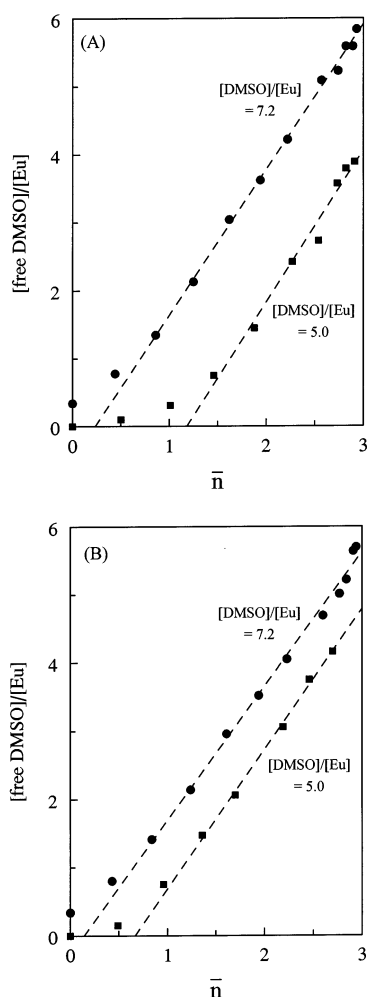 6
(A)
[DMSO]/[Eu]
= 7.2
4
[free DMSO]/[Eu]
2
[DMSO]/[Eu]
= 5.0
0
0 1 2 3
n̅
6
(B)
[DMSO]/[Eu]
= 7.2
4
[free DMSO]/[Eu]
[DMSO]/[Eu]
= 5.0
2
0
0 1 2 3
n̅